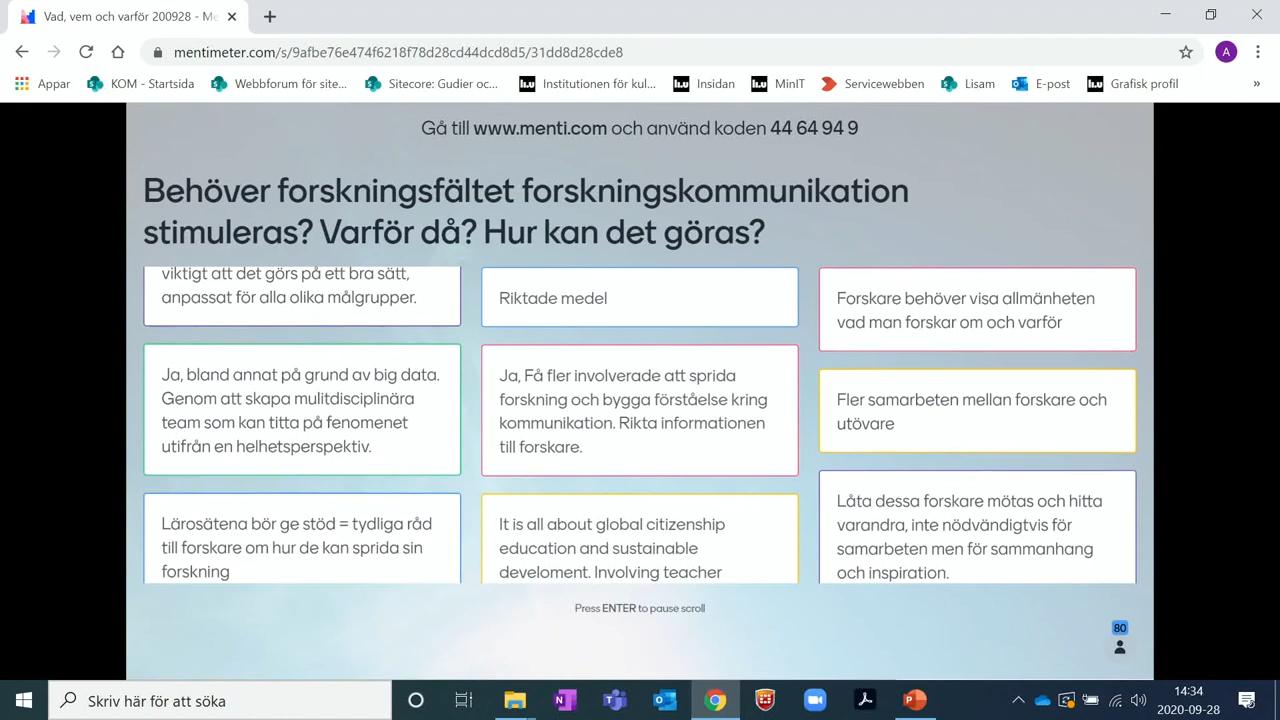 Vad, vem och varför 200928 - Me
mentimeter.com/s/9afbe76e474f6218f78d28cd44dcd8d5/31dd8d28cde8
A
Appar
KOM - Startsida
Webbforum för site...
Sitecore: Gudier oc...
li.u Institutionen för kul...
li.u Insidan
li.u MinIT
Servicewebben
Lisam
E-post
li.u Grafisk profil
»
Gå till www.menti.com och använd koden 44 64 94 9
Behöver forskningsfältet forskningskommunikation
stimuleras? Varför då? Hur kan det göras?
viktigt att det görs på ett bra sätt,
anpassat för alla olika målgrupper.
Ja, bland annat på grund av big data.
Genom att skapa mulitdisciplinära
team som kan titta på fenomenet
utifrån en helhetsperspektiv.
Lärosätena bör ge stöd = tydliga råd
till forskare om hur de kan sprida sin
forskning
Riktade medel
Ja, Få fler involverade att sprida
forskning och bygga förståelse kring
kommunikation. Rikta informationen
till forskare.
It is all about global citizenship
education and sustainable
develoment. Involving teacher
Forskare behöver visa allmänheten
vad man forskar om och varför
Fler samarbeten mellan forskare och
utövare
Låta dessa forskare mötas och hitta
varandra, inte nödvändigtvis för
samarbeten men för sammanhang
och inspiration.
Press ENTER to pause scroll
80
Skriv här för att söka
14:34
2020-09-28